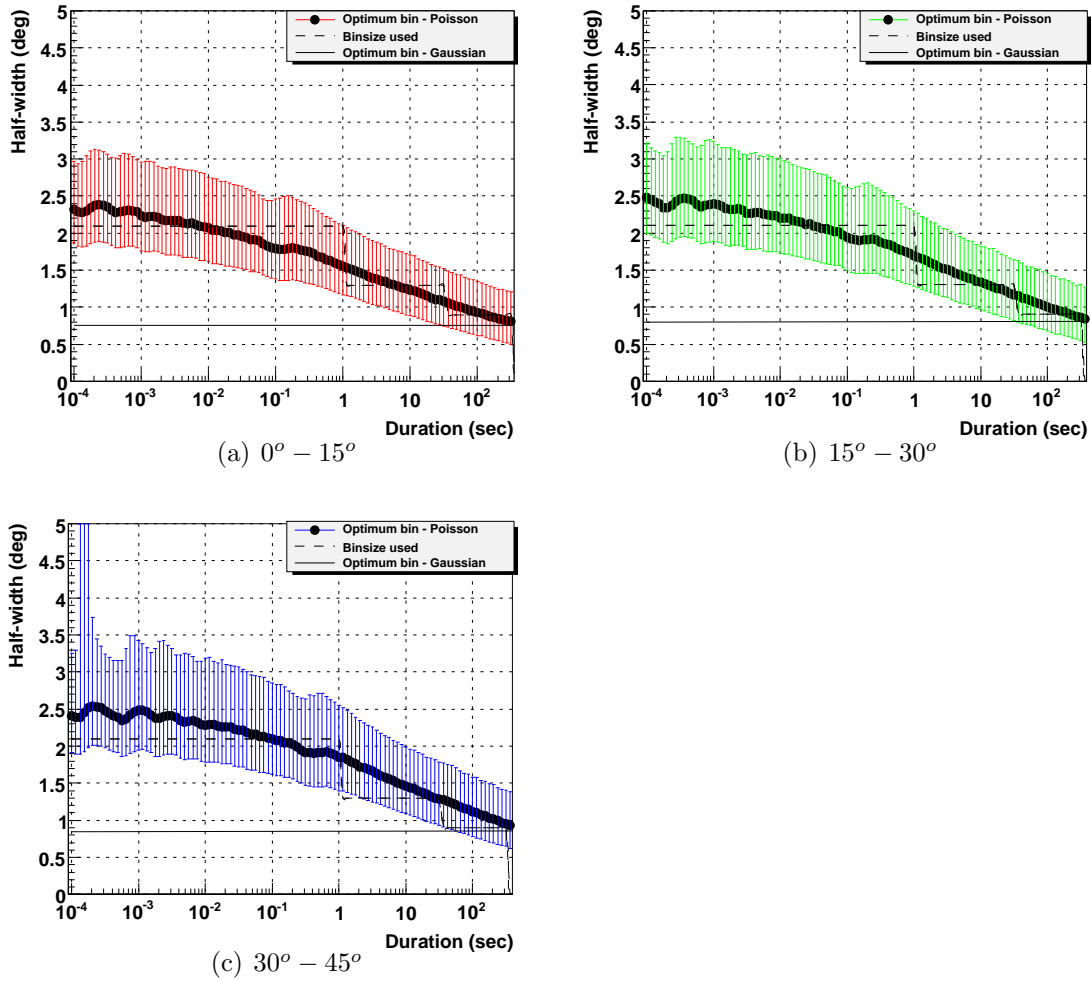 Half-width (deg)
Optimum bin - Poisson
Binsize used
Optimum bin - Gaussian
5
4.5
4
3.5
3
2.5
2
1.5
1
0.5
0
10⁻⁴ 10⁻³ 10⁻² 10⁻¹ 1 10 10²
Duration (sec)
(a) 0ᵒ − 15ᵒ
Half-width (deg)
Optimum bin - Poisson
Binsize used
Optimum bin - Gaussian
5
4.5
4
3.5
3
2.5
2
1.5
1
0.5
0
10⁻⁴ 10⁻³ 10⁻² 10⁻¹ 1 10 10²
Duration (sec)
(b) 15ᵒ − 30ᵒ
Half-width (deg)
Optimum bin - Poisson
Binsize used
Optimum bin - Gaussian
5
4.5
4
3.5
3
2.5
2
1.5
1
0.5
0
10⁻⁴ 10⁻³ 10⁻² 10⁻¹ 1 10 10²
Duration (sec)
(c) 30ᵒ − 45ᵒ